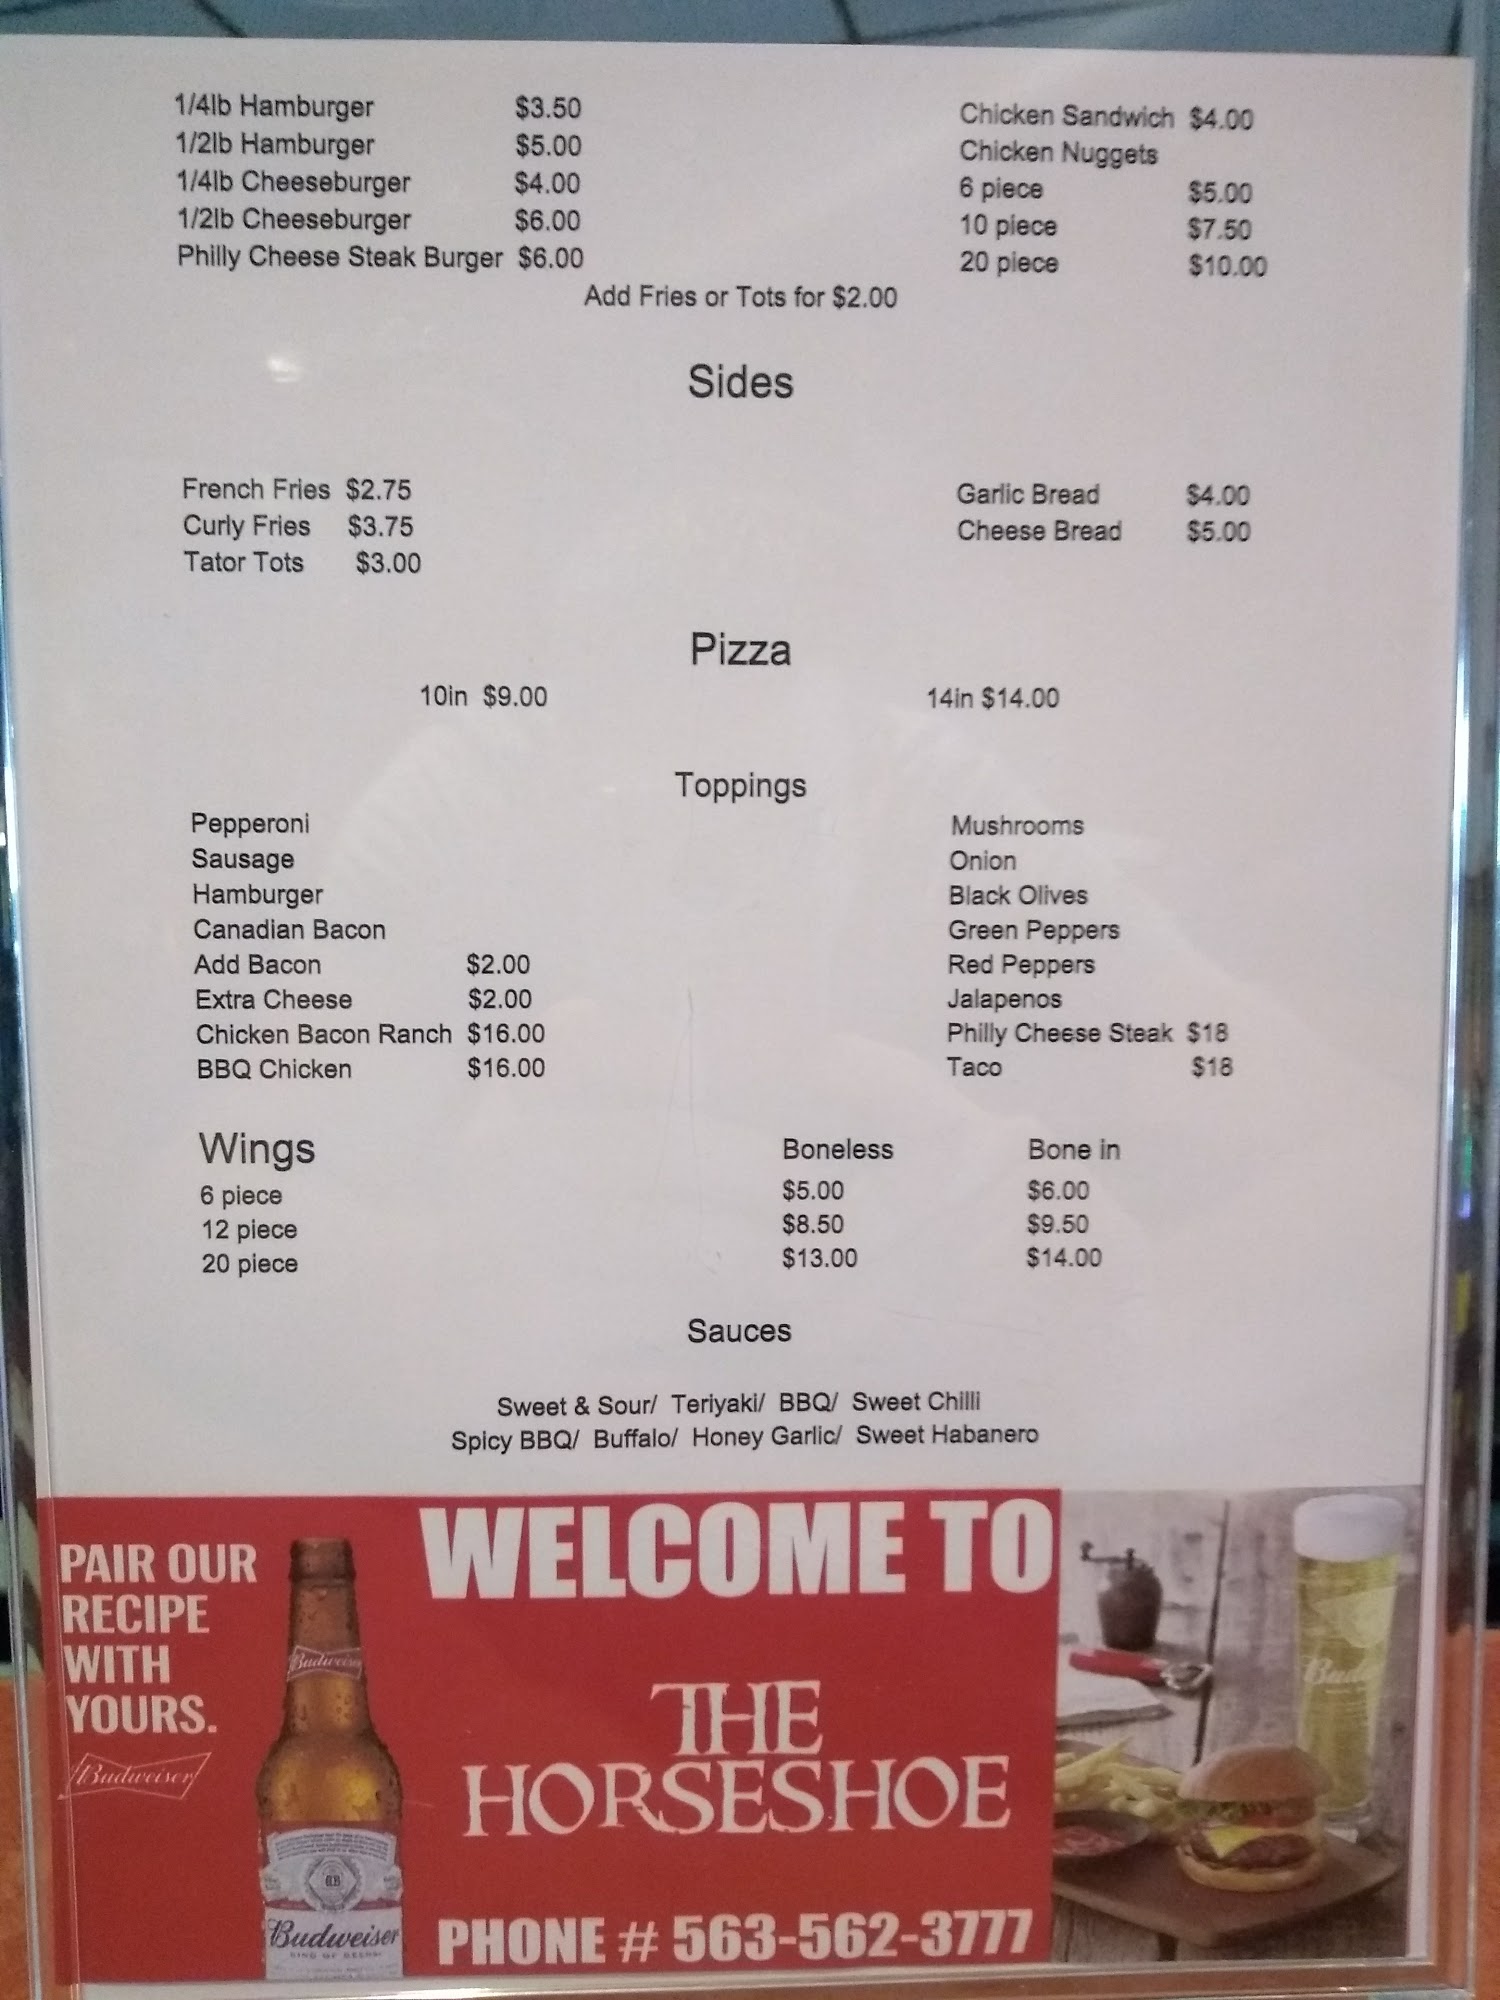 1/4lb Hamburger $3.50
1/2lb Hamburger $5.00
1/4lb Cheeseburger $4.00
1/2lb Cheeseburger $6.00
Philly Cheese Steak Burger $6.00
Chicken Sandwich $4.00
Chicken Nuggets
6 piece $5.00
10 piece $7.50
20 piece $10.00
Add Fries or Tots for $2.00
Sides
French Fries $2.75
Curly Fries $3.75
Tator Tots $3.00
Garlic Bread $4.00
Cheese Bread $5.00
Pizza
10in $9.00 14in $14.00
Toppings
Pepperoni
Sausage
Hamburger
Canadian Bacon
Add Bacon $2.00
Extra Cheese $2.00
Chicken Bacon Ranch $16.00
BBQ Chicken $16.00
Mushrooms
Onion
Black Olives
Green Peppers
Red Peppers
Jalapenos
Philly Cheese Steak $18
Taco $18
Wings Boneless Bone in
6 piece $5.00 $6.00
12 piece $8.50 $9.50
20 piece $13.00 $14.00
Sauces
Sweet & Sour/ Teriyaki/ BBQ/ Sweet Chilli
Spicy BBQ/ Buffalo/ Honey Garlic/ Sweet Habanero
PAIR OUR
RECIPE
WITH
YOURS.
Budweiser
Budweiser
Budweiser
KING OF BEERS
WELCOME TO
THE
HORSESHOE
PHONE # 563-562-3777